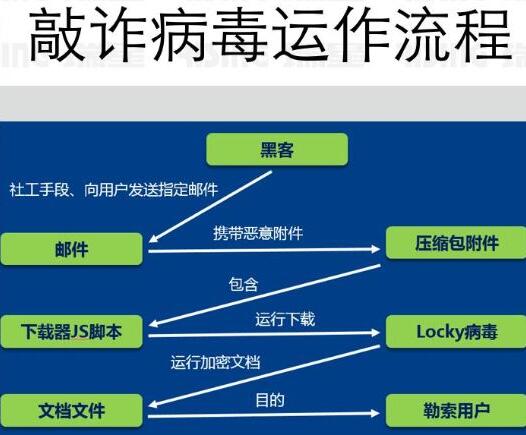 敲诈病毒运作流程
黑客
社工手段、向用户发送指定邮件
邮件
携带恶意附件
压缩包附件
包含
下载器JS脚本
运行下载
Locky病毒
运行加密文档
文档文件
目的
勒索用户